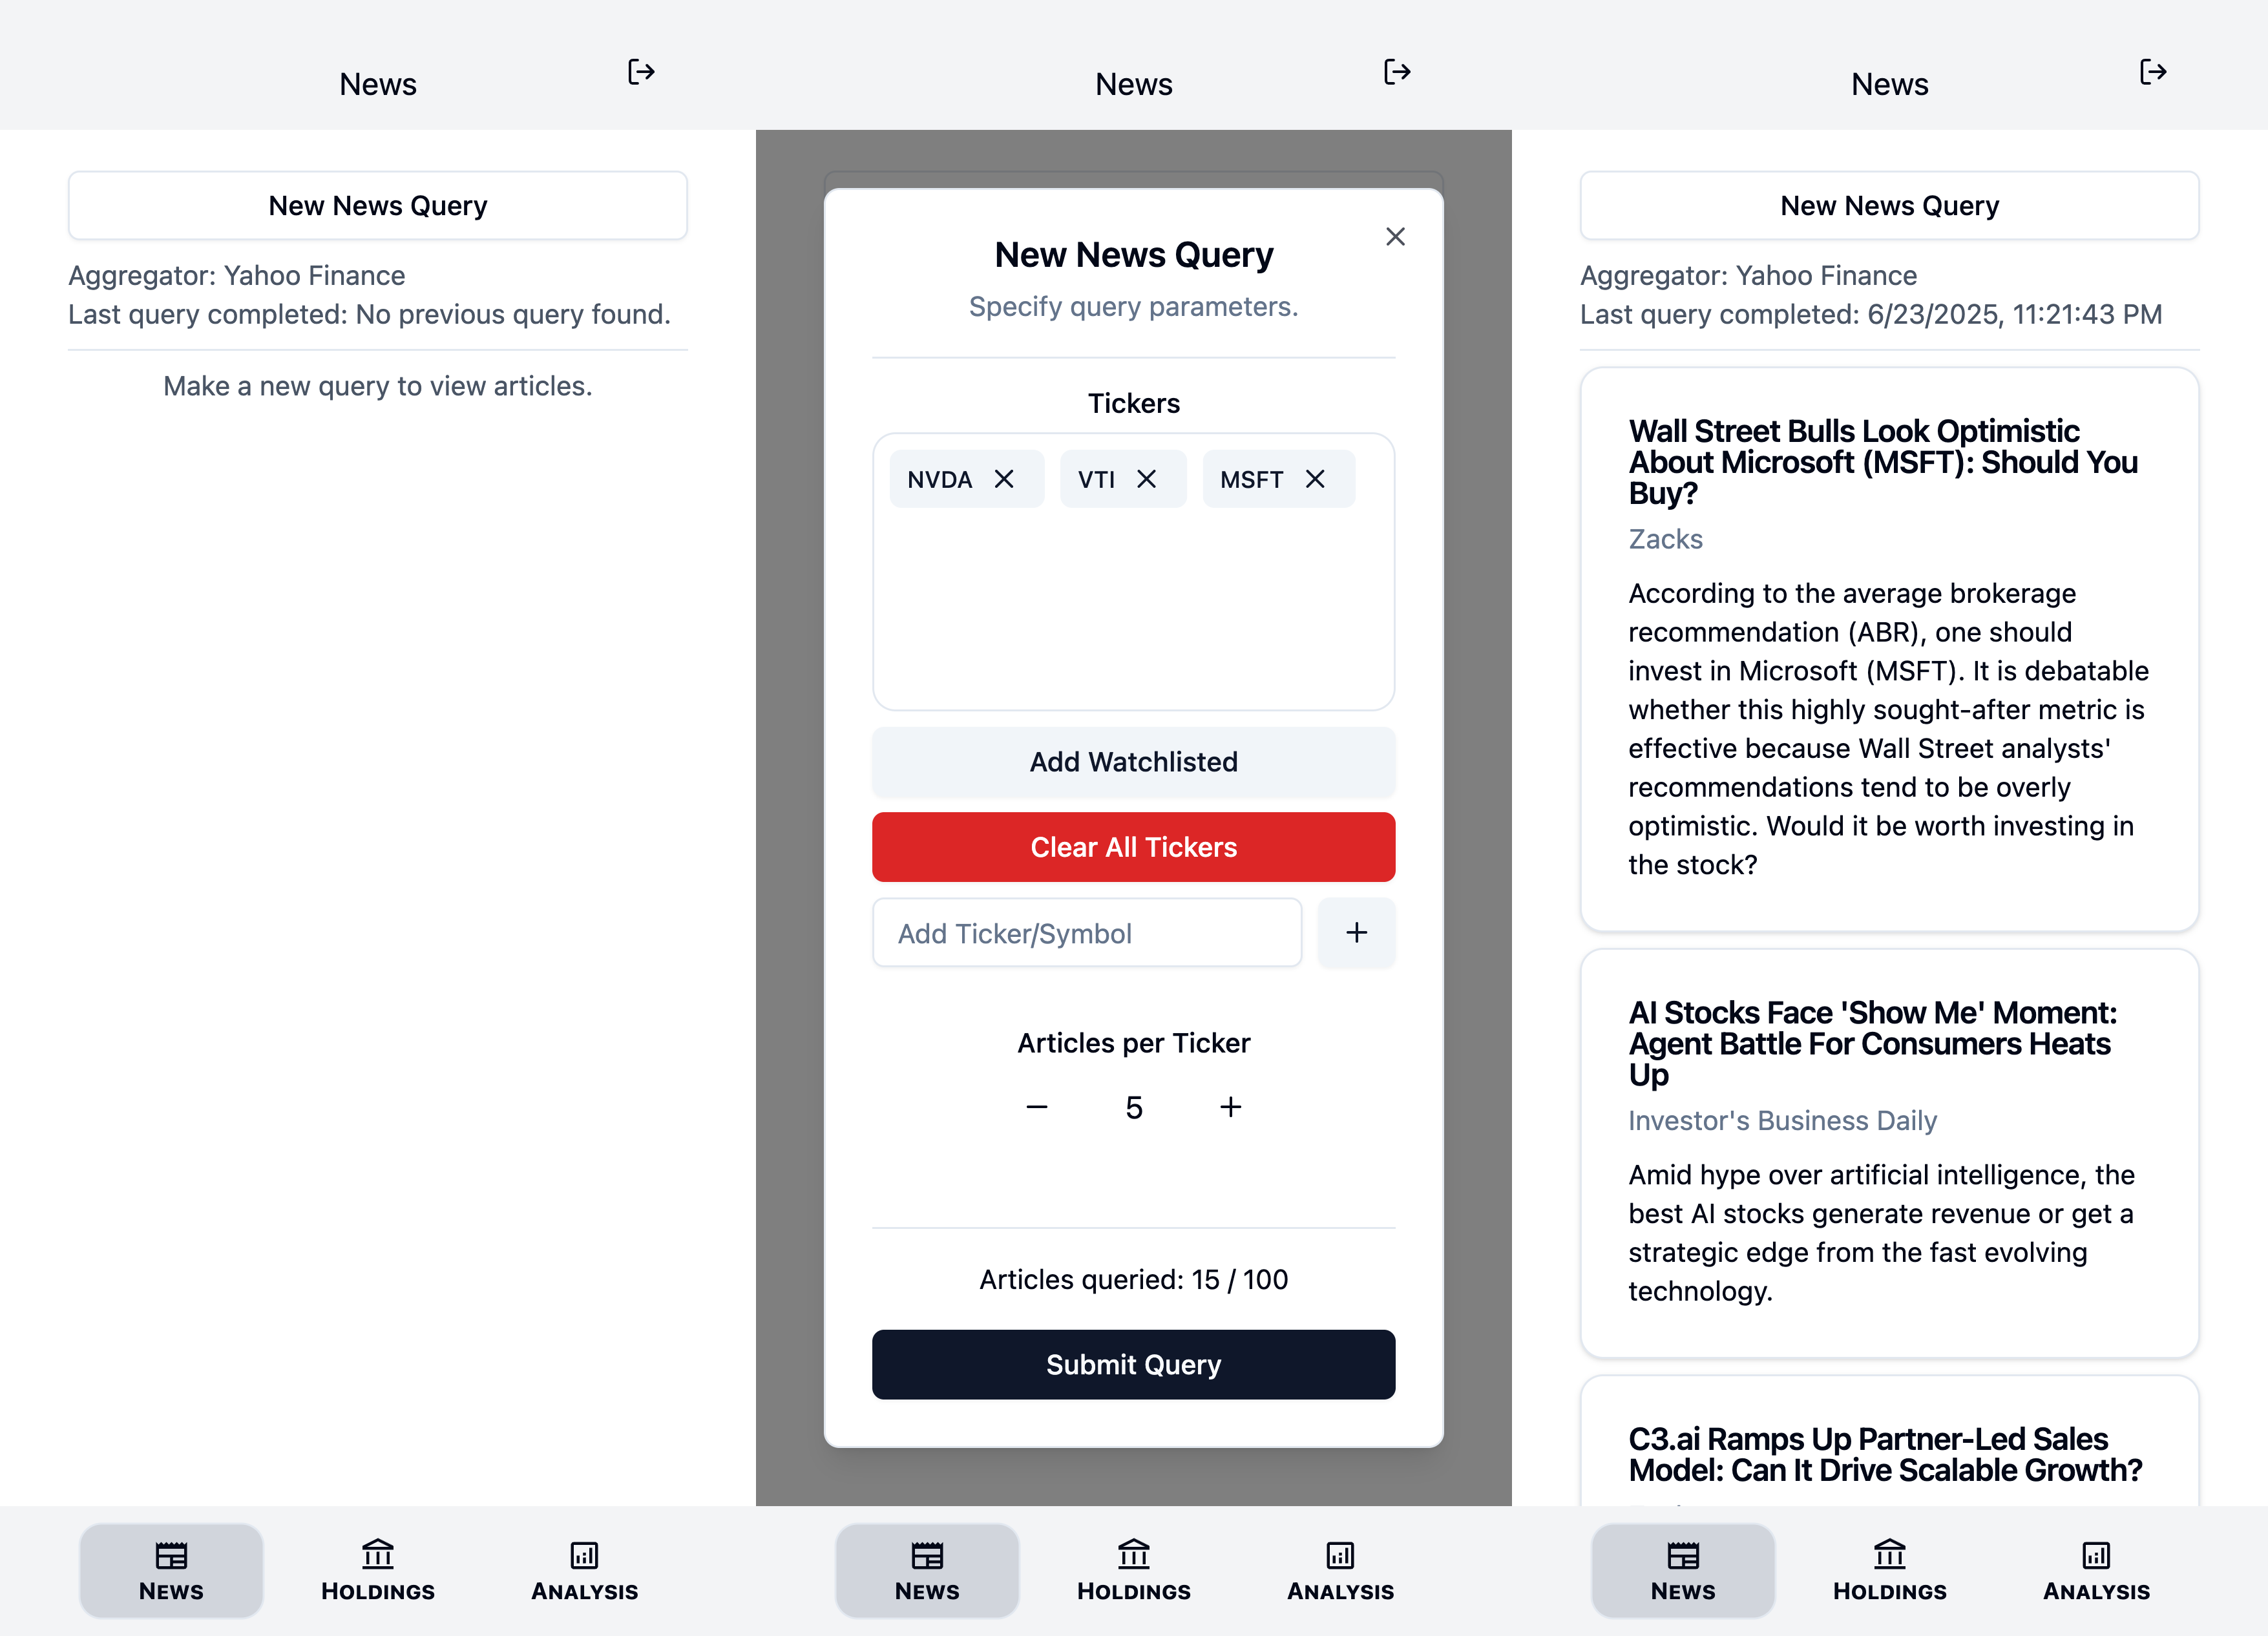 News
New News Query
Aggregator: Yahoo Finance
Last query completed: No previous query found.
Make a new query to view articles.
NEWS
HOLDINGS
ANALYSIS
News
New News Query
Specify query parameters.
Tickers
NVDA
VTI
MSFT
Add Watchlisted
Clear All Tickers
Add Ticker/Symbol
+
Articles per Ticker
− 5 +
Articles queried: 15 / 100
Submit Query
NEWS
HOLDINGS
ANALYSIS
News
New News Query
Aggregator: Yahoo Finance
Last query completed: 6/23/2025, 11:21:43 PM
Wall Street Bulls Look Optimistic
About Microsoft (MSFT): Should You
Buy?
Zacks
According to the average brokerage
recommendation (ABR), one should
invest in Microsoft (MSFT). It is debatable
whether this highly sought-after metric is
effective because Wall Street analysts'
recommendations tend to be overly
optimistic. Would it be worth investing in
the stock?
AI Stocks Face 'Show Me' Moment:
Agent Battle For Consumers Heats
Up
Investor's Business Daily
Amid hype over artificial intelligence, the
best AI stocks generate revenue or get a
strategic edge from the fast evolving
technology.
C3.ai Ramps Up Partner-Led Sales
Model: Can It Drive Scalable Growth?
NEWS
HOLDINGS
ANALYSIS